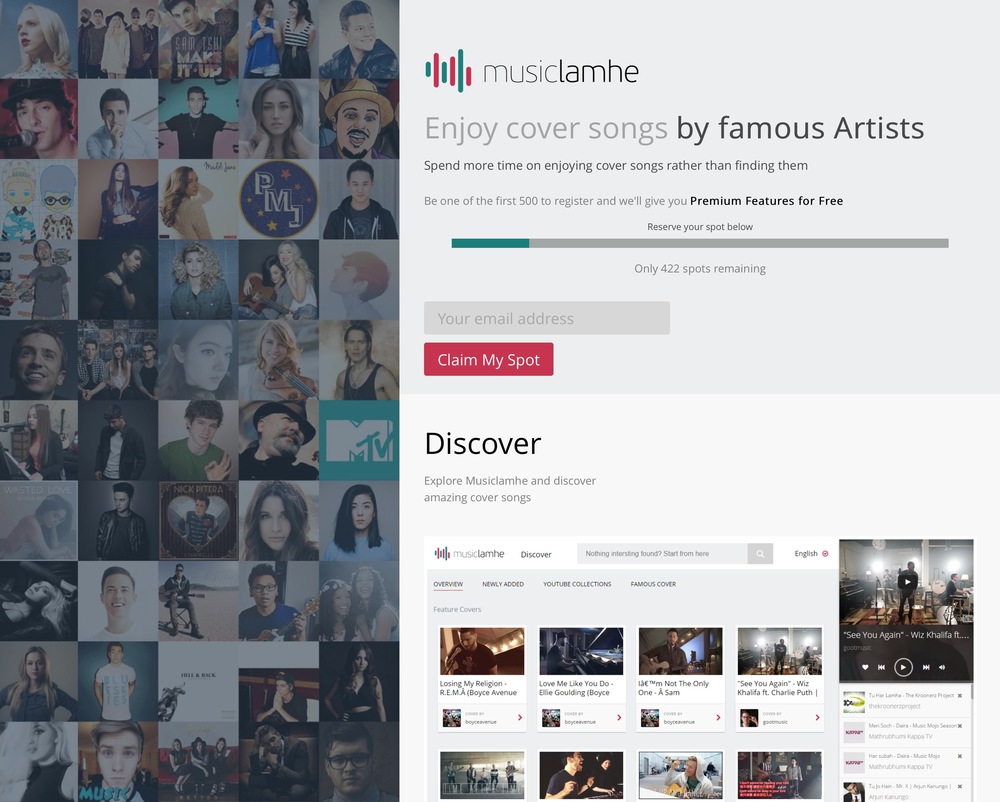 SAM TSUI
MAKE
IT UP
Madi Jane
PMJ
MTV
WASTED LOVE
NICK PITERA
HELL & BACK
MUSIC
musiclamhe
Enjoy cover songs by famous Artists
Spend more time on enjoying cover songs rather than finding them
Be one of the first 500 to register and we'll give you Premium Features for Free
Reserve your spot below
Only 422 spots remaining
Your email address
Claim My Spot
Discover
Explore Musiclamhe and discover
amazing cover songs
musiclamhe
Discover
Nothing intersting found? Start from here
English
OVERVIEW
NEWLY ADDED
YOUTUBE COLLECTIONS
FAMOUS COVER
Feature Covers
Losing My Religion -
R.E.M.Â (Boyce Avenue
COVER BY
boyceavenue
Love Me Like You Do -
Ellie Goulding (Boyce
COVER BY
boyceavenue
Iâ€™m Not The Only
One - Â Sam
COVER BY
boyceavenue
"See You Again" - Wiz
Khalifa ft. Charlie Puth |
COVER BY
gootmusic
"See You Again" - Wiz Khalifa ft....
gootmusic
Tu Har Lamha - The Kroonerz Project
thekroonerzproject
Meri Soch - Daira - Music Mojo Season
Mathrubhumi Kappa TV
Har subah - Daira - Music Mojo
Mathrubhumi Kappa TV
Tu Jo Hain - Mr. X | Arjun Kanungo |
Arjun Kanungo